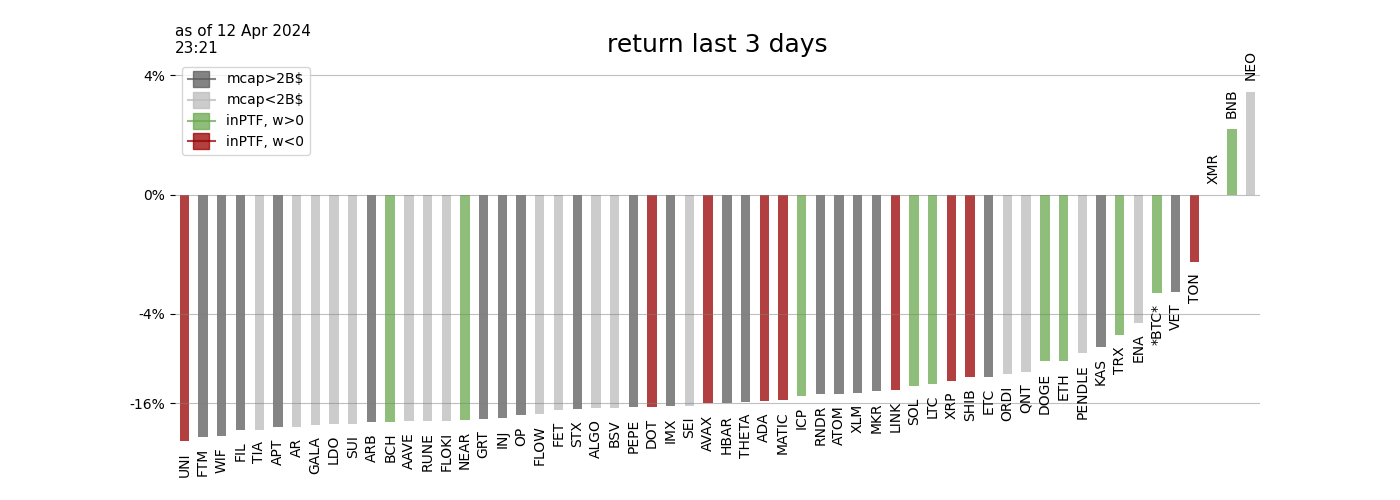 as of 12 Apr 2024
23:21
return last 3 days
4%
0%
-4%
-16%
mcap>2B$
mcap<2B$
inPTF, w>0
inPTF, w<0
UNI
FTM
WIF
FIL
TIA
APT
AR
GALA
LDO
SUI
ARB
BCH
AAVE
RUNE
FLOKI
NEAR
GRT
INJ
OP
FLOW
FET
STX
ALGO
BSV
PEPE
DOT
IMX
SEI
AVAX
HBAR
THETA
ADA
MATIC
ICP
RNDR
ATOM
XLM
MKR
LINK
SOL
LTC
XRP
SHIB
ETC
ORDI
QNT
DOGE
ETH
PENDLE
KAS
TRX
ENA
*BTC*
VET
TON
XMR
BNB
NEO